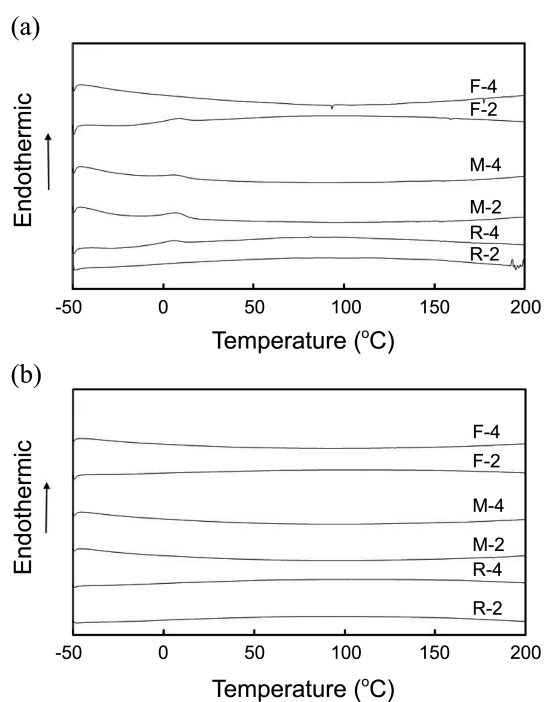 (a)
Endothermic
F-4
F-2
M-4
M-2
R-4
R-2
-50 0 50 100 150 200
Temperature (°C)
(b)
Endothermic
F-4
F-2
M-4
M-2
R-4
R-2
-50 0 50 100 150 200
Temperature (°C)